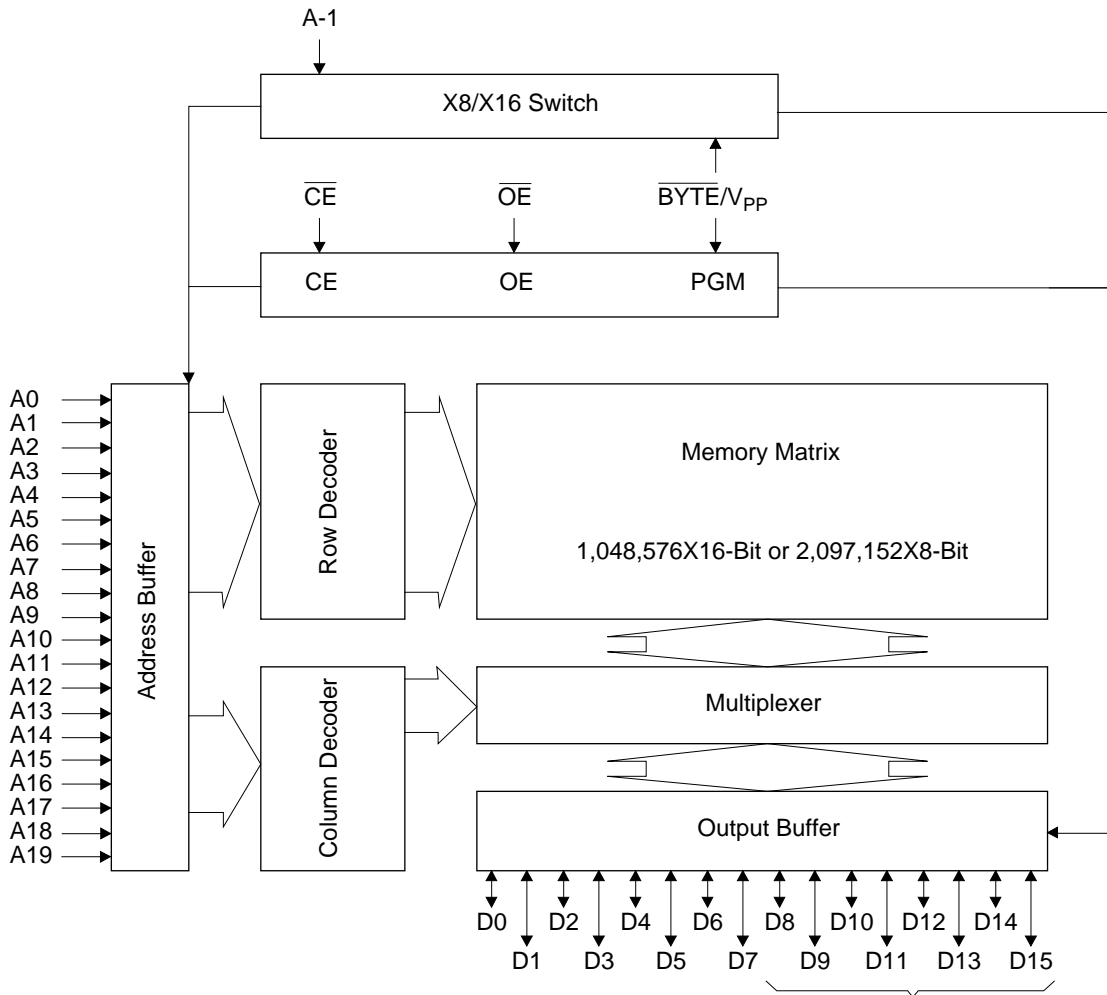 A-1
X8/X16 Switch
CE OE BYTE/VPP
CE OE PGM
A0
A1
A2
A3
A4
A5
A6
A7
A8
A9
A10
A11
A12
A13
A14
A15
A16
A17
A18
A19
Address Buffer
Row Decoder
Column Decoder
Memory Matrix
1,048,576X16-Bit or 2,097,152X8-Bit
Multiplexer
Output Buffer
D0 D2 D4 D6 D8 D10 D12 D14
D1 D3 D5 D7 D9 D11 D13 D15